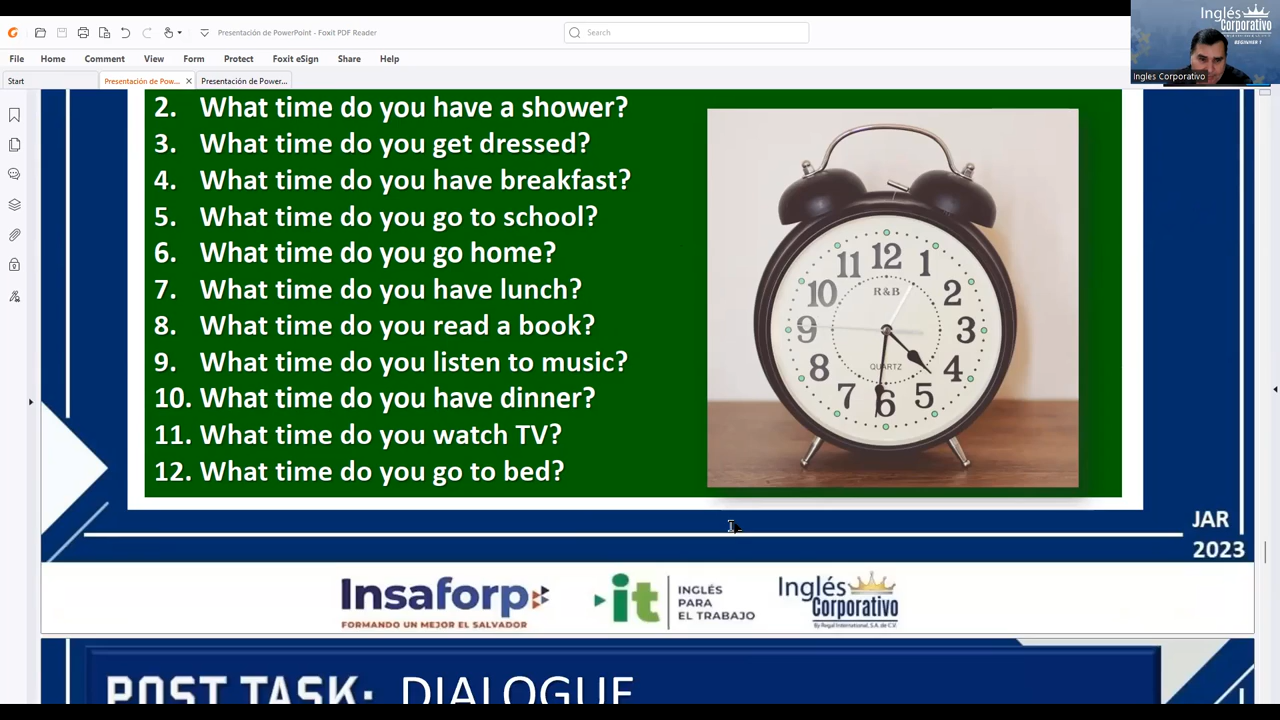 Presentación de PowerPoint - Foxit PDF Reader
Search
File Home Comment View Form Protect Foxit eSign Share Help
Start
Presentación de Pow...
Presentación de Power...
Inglés
Corporativo
BEGINNER 1
Ingles Corporativo
2. What time do you have a shower?
3. What time do you get dressed?
4. What time do you have breakfast?
5. What time do you go to school?
6. What time do you go home?
7. What time do you have lunch?
8. What time do you read a book?
9. What time do you listen to music?
10. What time do you have dinner?
11. What time do you watch TV?
12. What time do you go to bed?
12
1
2
3
4
5
6
7
8
9
10
11
R&B
QUARTZ
JAR
2023
Insaforp
FORMANDO UN MEJOR EL SALVADOR
it
INGLÉS
PARA
EL TRABAJO
Inglés
Corporativo
By Regal International, S.A. de C.V.
POST TASK: DIALOGUE